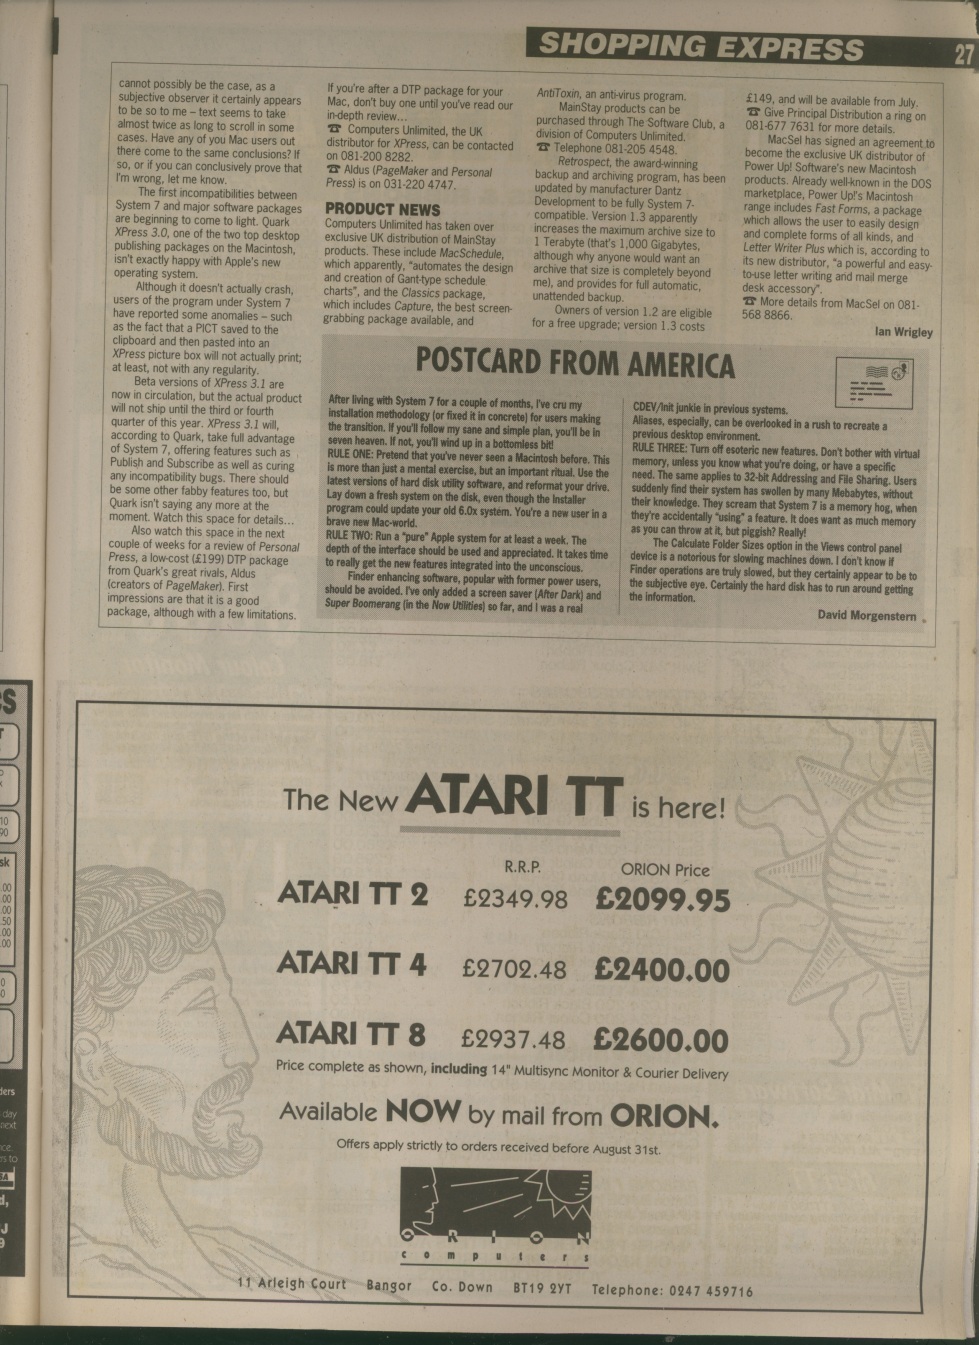 SHOPPING EXPRESS
27
cannot possibly be the case, as a
subjective observer it certainly appears
to be so to me – text seems to take
almost twice as long to scroll in some
cases. Have any of you Mac users out
there come to the same conclusions? If
so, or if you can conclusively prove that
I'm wrong, let me know.
The first incompatibilities between
System 7 and major software packages
are beginning to come to light. Quark
XPress 3.0, one of the two top desktop
publishing packages on the Macintosh,
isn't exactly happy with Apple's new
operating system.
Although it doesn't actually crash,
users of the program under System 7
have reported some anomalies – such
as the fact that a PICT saved to the
clipboard and then pasted into an
XPress picture box will not actually print;
at least, not with any regularity.
Beta versions of XPress 3.1 are
now in circulation, but the actual product
will not ship until the third or fourth
quarter of this year. XPress 3.1 will,
according to Quark, take full advantage
of System 7, offering features such as
Publish and Subscribe as well as curing
any incompatibility bugs. There should
be some other fabby features too, but
Quark isn't saying any more at the
moment. Watch this space for details...
Also watch this space in the next
couple of weeks for a review of Personal
Press, a low-cost (£199) DTP package
from Quark's great rivals, Aldus
(creators of PageMaker). First
impressions are that it is a good
package, although with a few limitations.
If you're after a DTP package for your
Mac, don't buy one until you've read our
in-depth review...
☎ Computers Unlimited, the UK
distributor for XPress, can be contacted
on 081-200 8282.
☎ Aldus (PageMaker and Personal
Press) is on 031-220 4747.
PRODUCT NEWS
Computers Unlimited has taken over
exclusive UK distribution of MainStay
products. These include MacSchedule,
which apparently, "automates the design
and creation of Gant-type schedule
charts", and the Classics package,
which includes Capture, the best screen-
grabbing package available, and
AntiToxin, an anti-virus program.
MainStay products can be
purchased through The Software Club, a
division of Computers Unlimited.
☎ Telephone 081-205 4548.
Retrospect, the award-winning
backup and archiving program, has been
updated by manufacturer Dantz
Development to be fully System 7-
compatible. Version 1.3 apparently
increases the maximum archive size to
1 Terabyte (that's 1,000 Gigabytes,
although why anyone would want an
archive that size is completely beyond
me), and provides for full automatic,
unattended backup.
Owners of version 1.2 are eligible
for a free upgrade; version 1.3 costs
£149, and will be available from July.
☎ Give Principal Distribution a ring on
081-677 7631 for more details.
MacSel has signed an agreement to
become the exclusive UK distributor of
Power Up! Software's new Macintosh
products. Already well-known in the DOS
marketplace, Power Up!'s Macintosh
range includes Fast Forms, a package
which allows the user to easily design
and complete forms of all kinds, and
Letter Writer Plus which is, according to
its new distributor, "a powerful and easy-
to-use letter writing and mail merge
desk accessory".
☎ More details from MacSel on 081-
568 8866.
Ian Wrigley
POSTCARD FROM AMERICA
After living with System 7 for a couple of months, I've cru my
installation methodology (or fixed it in concrete) for users making
the transition. If you'll follow my sane and simple plan, you'll be in
seven heaven. If not, you'll wind up in a bottomless bit!
RULE ONE: Pretend that you've never seen a Macintosh before. This
is more than just a mental exercise, but an important ritual. Use the
latest versions of hard disk utility software, and reformat your drive.
Lay down a fresh system on the disk, even though the Installer
program could update your old 6.0x system. You're a new user in a
brave new Mac-world.
RULE TWO: Run a "pure" Apple system for at least a week. The
depth of the interface should be used and appreciated. It takes time
to really get the new features integrated into the unconscious.
Finder enhancing software, popular with former power users,
should be avoided. I've only added a screen saver (After Dark) and
Super Boomerang (in the Now Utilities) so far, and I was a real
CDEV/Init junkie in previous systems.
Aliases, especially, can be overlooked in a rush to recreate a
previous desktop environment.
RULE THREE: Turn off esoteric new features. Don't bother with virtual
memory, unless you know what you're doing, or have a specific
need. The same applies to 32-bit Addressing and File Sharing. Users
suddenly find their system has swollen by many Mebabytes, without
their knowledge. They scream that System 7 is a memory hog, when
they're accidentally "using" a feature. It does want as much memory
as you can throw at it, but piggish? Really!
The Calculate Folder Sizes option in the Views control panel
device is a notorious for slowing machines down. I don't know if
Finder operations are truly slowed, but they certainly appear to be to
the subjective eye. Certainly the hard disk has to run around getting
the information.
David Morgenstern
The New ATARI TT is here!
R.R.P. ORION Price
ATARI TT 2 £2349.98 £2099.95
ATARI TT 4 £2702.48 £2400.00
ATARI TT 8 £2937.48 £2600.00
Price complete as shown, including 14" Multisync Monitor & Courier Delivery
Available NOW by mail from ORION.
Offers apply strictly to orders received before August 31st.
ORION
computers
11 Arleigh Court Bangor Co. Down BT19 2YT Telephone: 0247 459716